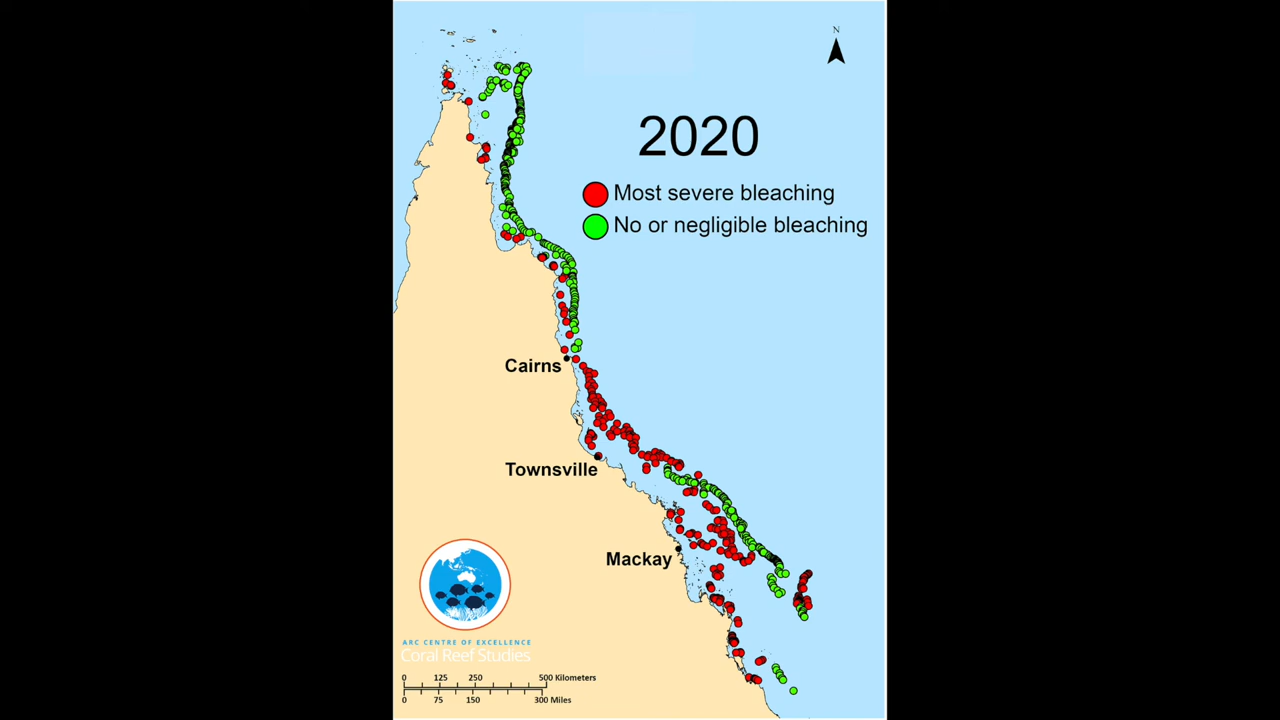 N
2020
Most severe bleaching
No or negligible bleaching
Cairns
Townsville
Mackay
ARC CENTRE OF EXCELLENCE
Coral Reef Studies
0 125 250 500 Kilometers
0 75 150 300 Miles